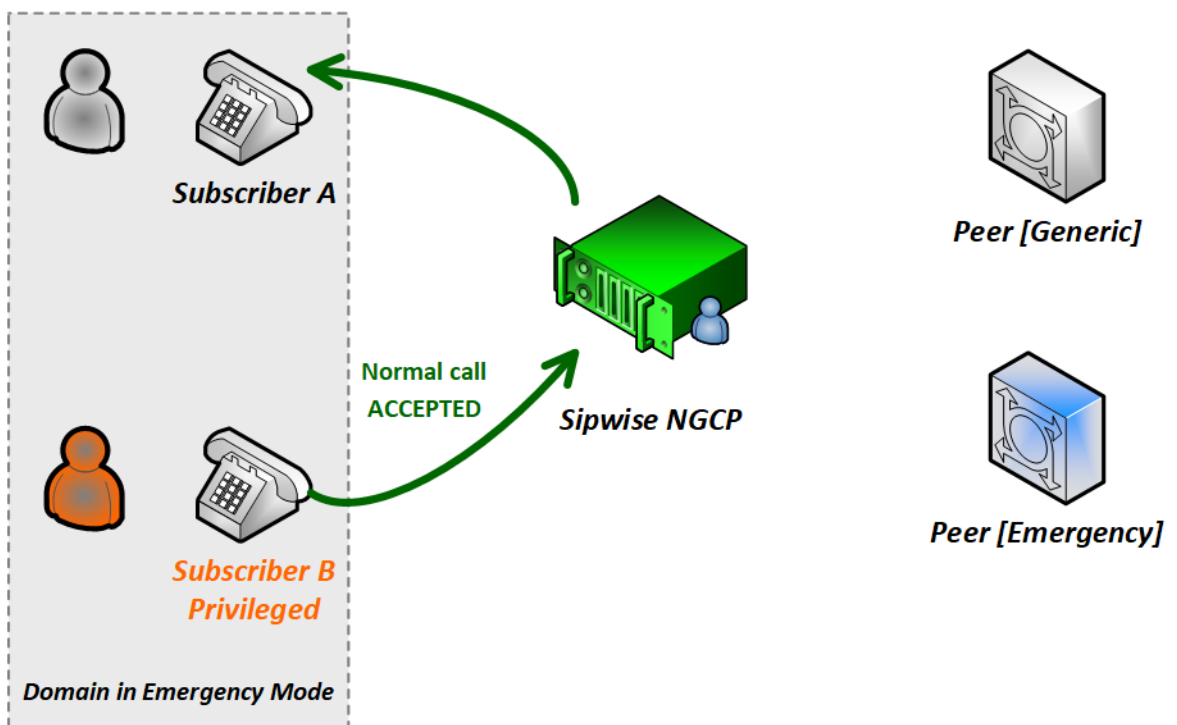 Subscriber A
Peer [Generic]
Normal call
ACCEPTED
Sipwise NGCP
Peer [Emergency]
Subscriber B
Privileged
Domain in Emergency Mode